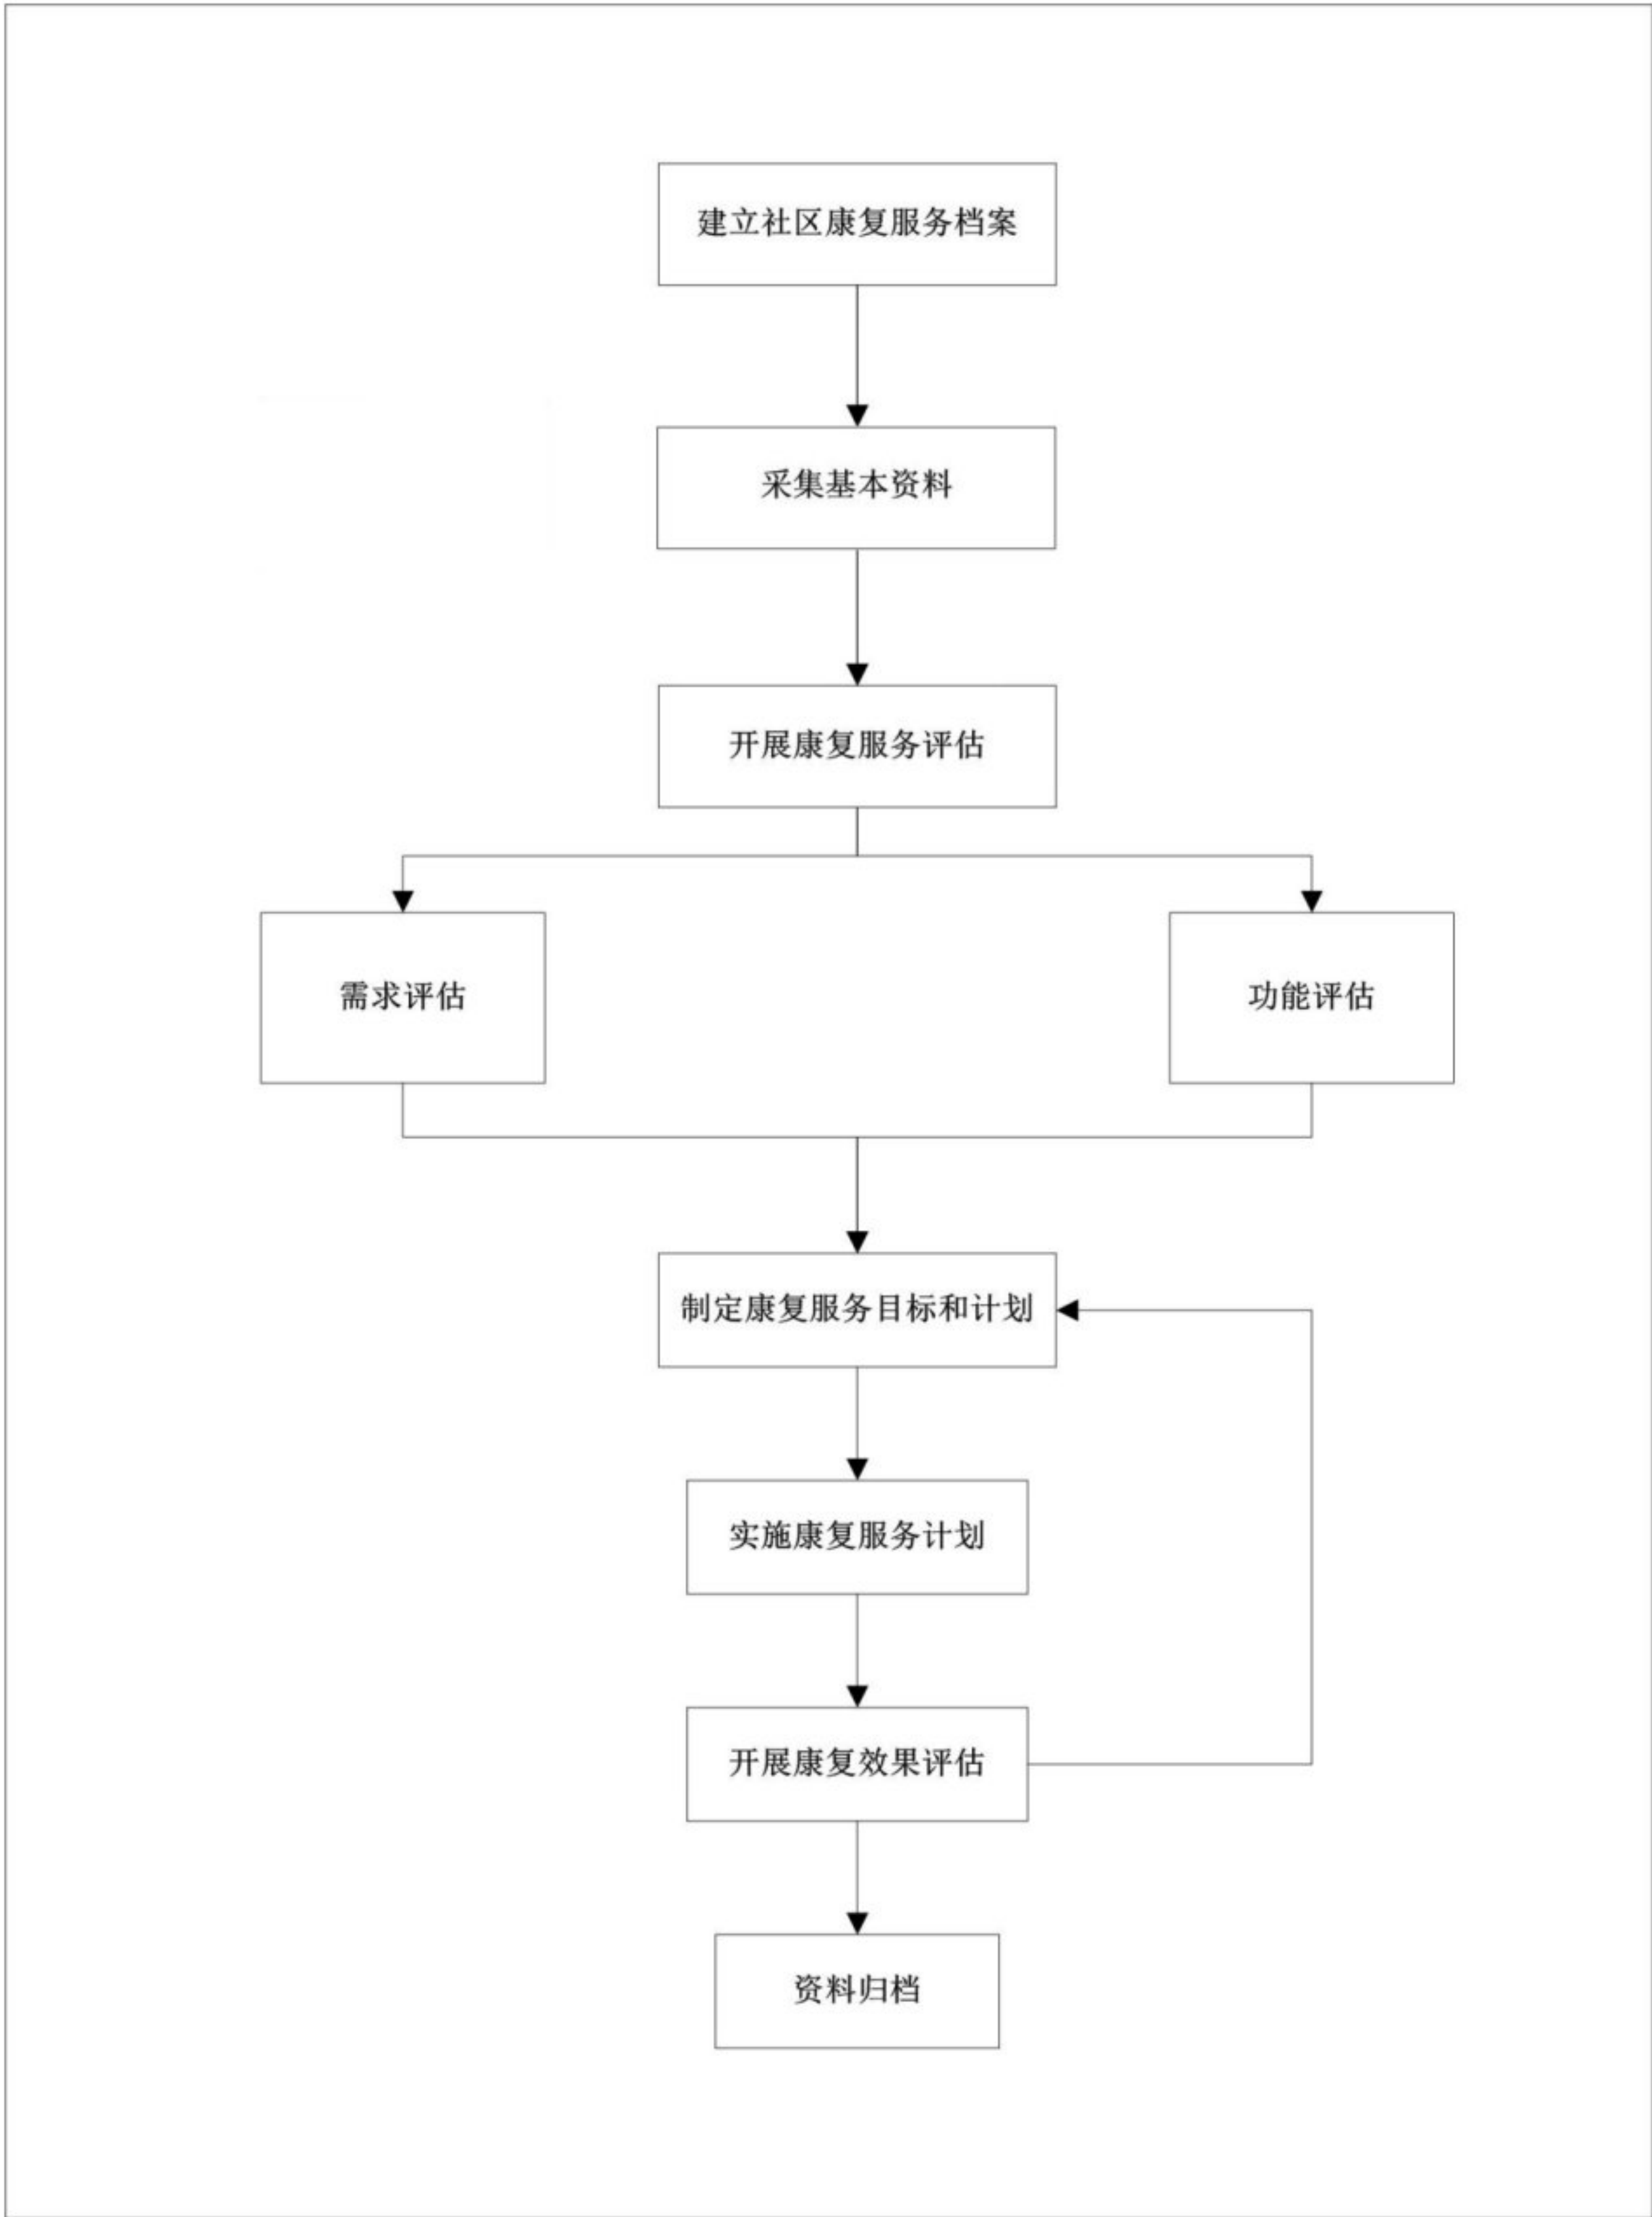 建立社区康复服务档案
采集基本资料
开展康复服务评估
需求评估
功能评估
制定康复服务目标和计划
实施康复服务计划
开展康复效果评估
资料归档